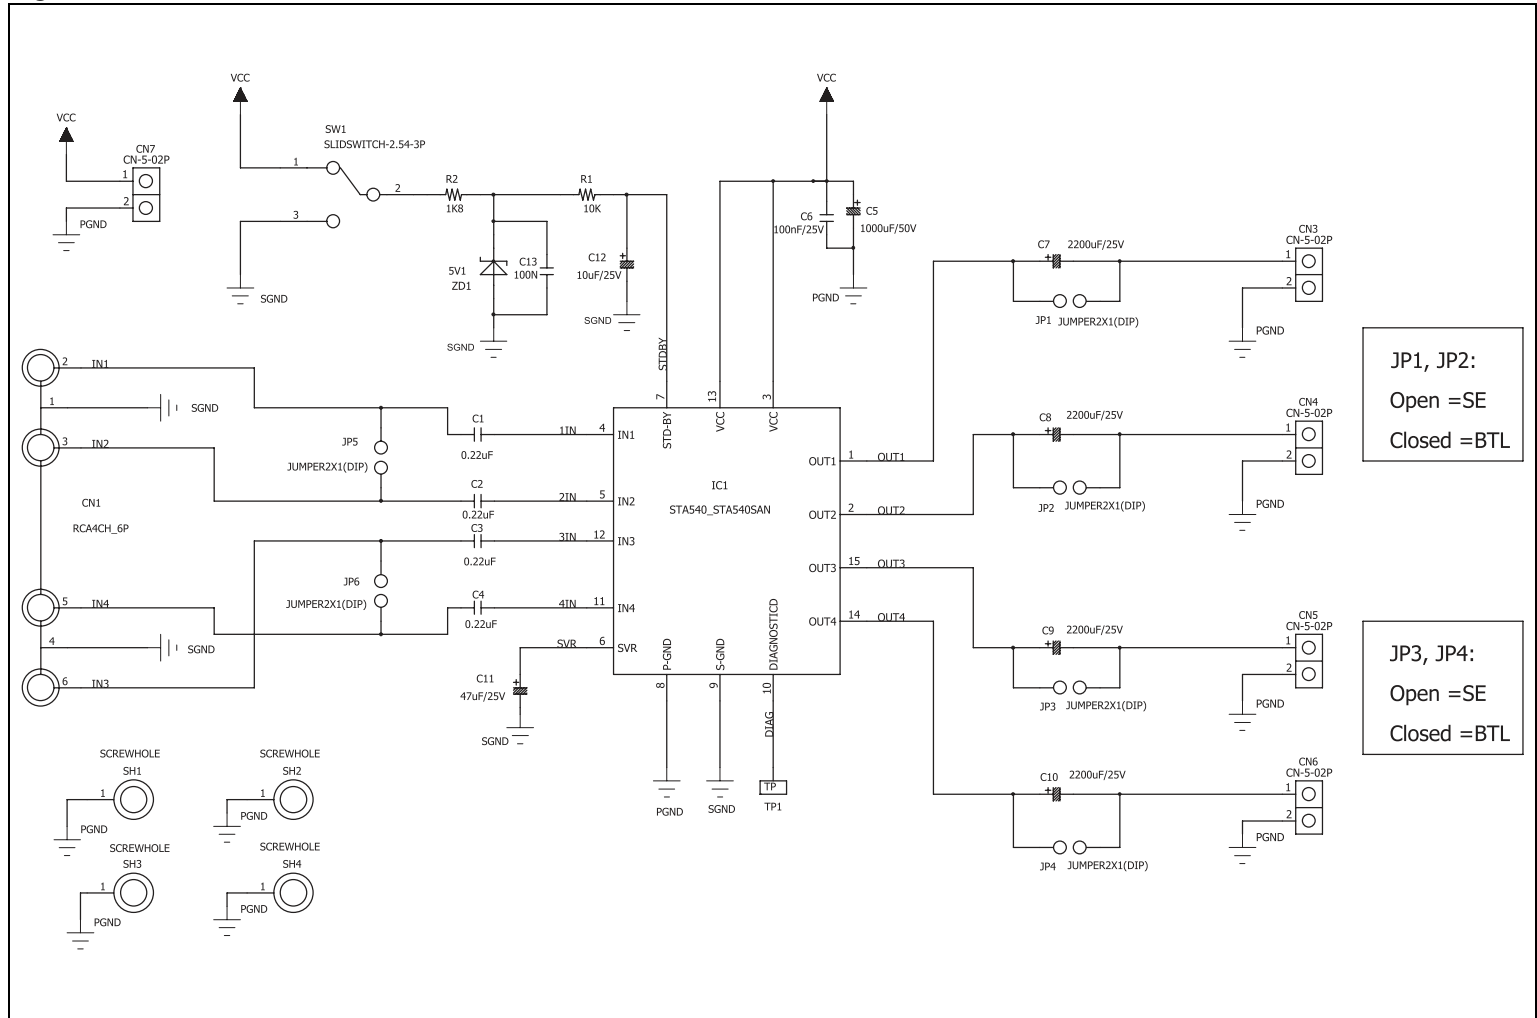 VCC
VCC
VCC
CN7
CN-5-02P
1
2
PGND
SW1
SLIDSWITCH-2.54-3P
1
2
3
SGND
R2
1K8
R1
10K
5V1
ZD1
C13
100N
C12
10uF/25V
SGND
SGND
C6
100nF/25V
C5
1000uF/50V
PGND
STDBY
7
13
3
STD-BY
VCC
VCC
2
IN1
1
SGND
3
IN2
CN1
RCA4CH_6P
5
IN4
4
SGND
6
IN3
JP5
JUMPER2X1(DIP)
JP6
JUMPER2X1(DIP)
C1
0.22uF
C2
0.22uF
C3
0.22uF
C4
0.22uF
1IN
4
IN1
2IN
5
IN2
3IN
12
IN3
4IN
11
IN4
SVR
6
SVR
C11
47uF/25V
SGND
IC1
STA540_STA540SAN
P-GND
S-GND
DIAGNOSTICD
8
9
10
DIAG
PGND
SGND
TP
TP1
OUT1
1
OUT1
OUT2
2
OUT2
OUT3
15
OUT3
OUT4
14
OUT4
C7
2200uF/25V
JP1
JUMPER2X1(DIP)
CN3
CN-5-02P
1
2
PGND
C8
2200uF/25V
JP2
JUMPER2X1(DIP)
CN4
CN-5-02P
1
2
PGND
C9
2200uF/25V
JP3
JUMPER2X1(DIP)
CN5
CN-5-02P
1
2
PGND
C10
2200uF/25V
JP4
JUMPER2X1(DIP)
CN6
CN-5-02P
1
2
PGND
JP1, JP2:
Open =SE
Closed =BTL
JP3, JP4:
Open =SE
Closed =BTL
SCREWHOLE
SH1
1
PGND
SCREWHOLE
SH2
1
PGND
SCREWHOLE
SH3
1
PGND
SCREWHOLE
SH4
1
PGND